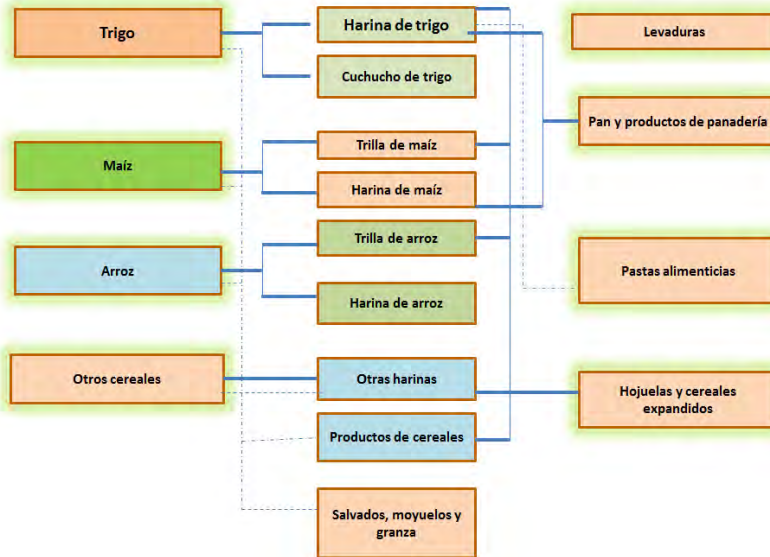 Trigo
Harina de trigo
Cuchucho de trigo
Levaduras
Pan y productos de panadería
Maíz
Trilla de maíz
Harina de maíz
Arroz
Trilla de arroz
Harina de arroz
Pastas alimenticias
Otros cereales
Otras harinas
Productos de cereales
Hojuelas y cereales
expandidos
Salvados, moyuelos y
granza